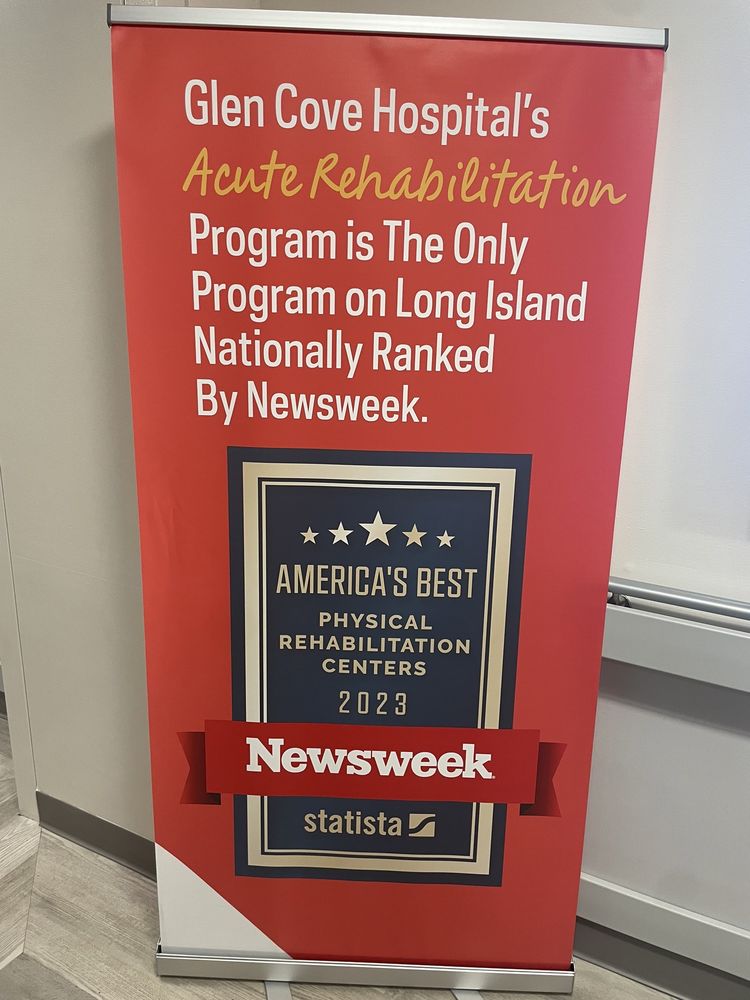 Glen Cove Hospital's
Acute Rehabilitation
Program is The Only
Program on Long Island
Nationally Ranked
By Newsweek.
AMERICA'S BEST
PHYSICAL
REHABILITATION
CENTERS
2023
Newsweek
statista